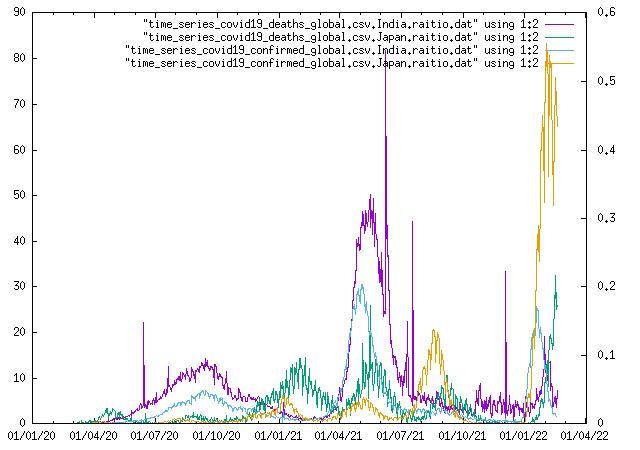 90 0.6
"time_series_covid19_deaths_global.csv.India.raitio.dat" using 1:2
"time_series_covid19_deaths_global.csv.Japan.raitio.dat" using 1:2
"time_series_covid19_confirmed_global.csv.India.raitio.dat" using 1:2
"time_series_covid19_confirmed_global.csv.Japan.raitio.dat" using 1:2
80
0.5
70
60 0.4
50
0.3
40
30 0.2
20
0.1
10
0 0
01/01/20 01/04/20 01/07/20 01/10/20 01/01/21 01/04/21 01/07/21 01/10/21 01/01/22 01/04/22